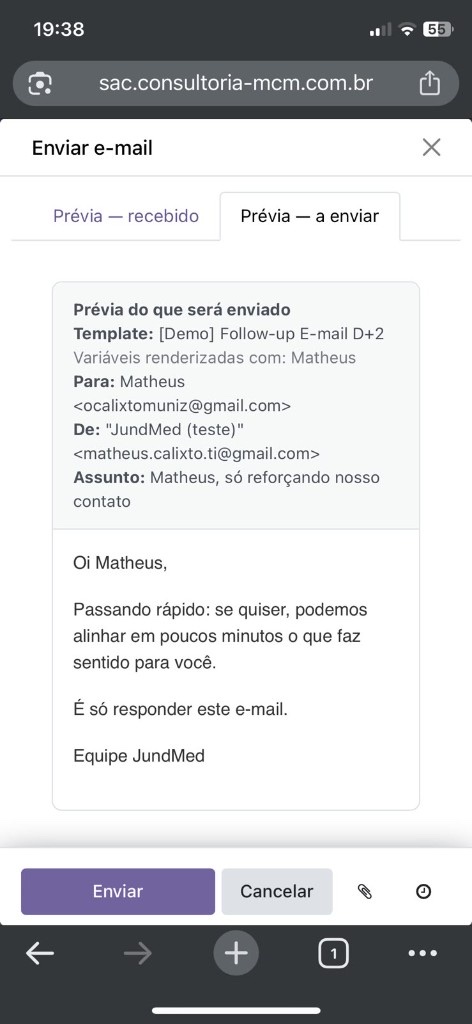 19:38
55
sac.consultoria-mcm.com.br
Enviar e-mail
Prévia — recebido
Prévia — a enviar
Prévia do que será enviado
Template: [Demo] Follow-up E-mail D+2
Variáveis renderizadas com: Matheus
Para: Matheus
<ocalixtomuniz@gmail.com>
De: "JundMed (teste)"
<matheus.calixto.ti@gmail.com>
Assunto: Matheus, só reforçando nosso
contato
Oi Matheus,
Passando rápido: se quiser, podemos
alinhar em poucos minutos o que faz
sentido para você.
É só responder este e-mail.
Equipe JundMed
Enviar
Cancelar
1